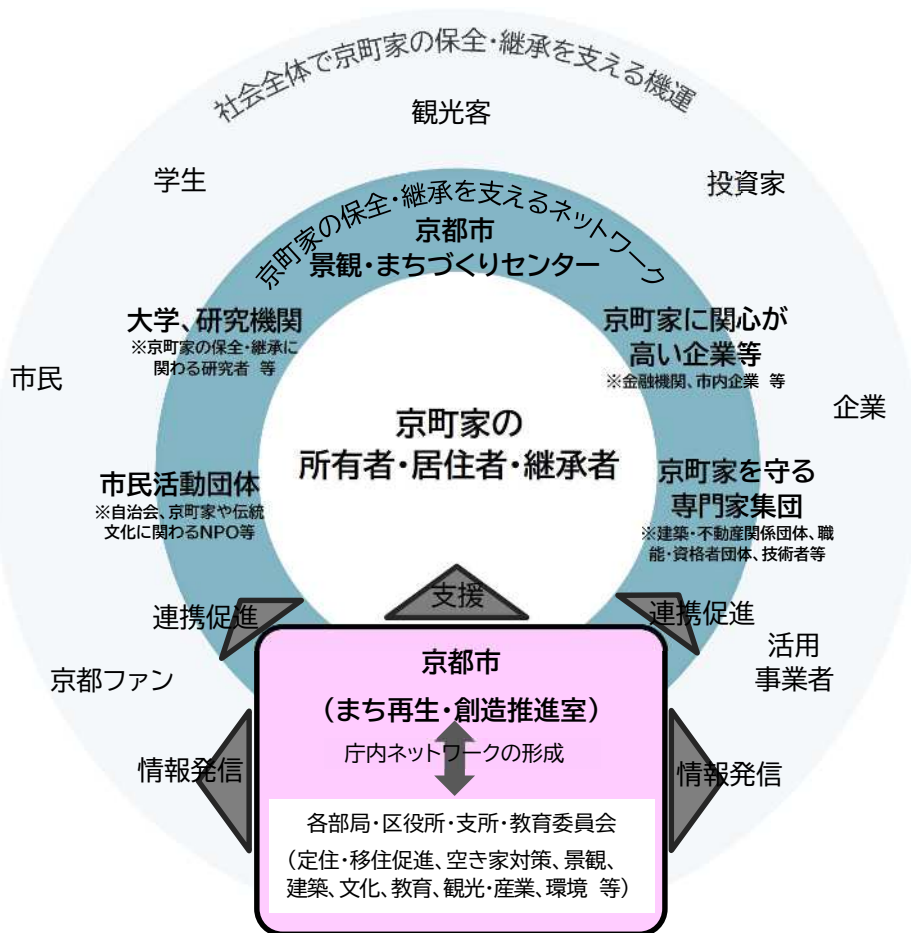 社会全体で京町家の保全・継承を支える機運
観光客
学生
投資家
京町家の保全・継承を支えるネットワーク
京都市
景観・まちづくりセンター
大学、研究機関
※京町家の保全・継承に
関わる研究者 等
京町家に関心が
高い企業等
※金融機関、市内企業 等
市民
企業
京町家の
所有者・居住者・継承者
市民活動団体
※自治会、京町家や伝統
文化に関わるNPO等
京町家を守る
専門家集団
※建築・不動産関係団体、職
能・資格者団体、技術者等
支援
連携促進
連携促進
京都ファン
活用
事業者
京都市
（まち再生・創造推進室）
庁内ネットワークの形成
情報発信
情報発信
各部局・区役所・支所・教育委員会
（定住・移住促進、空き家対策、景観、
建築、文化、教育、観光・産業、環境 等）